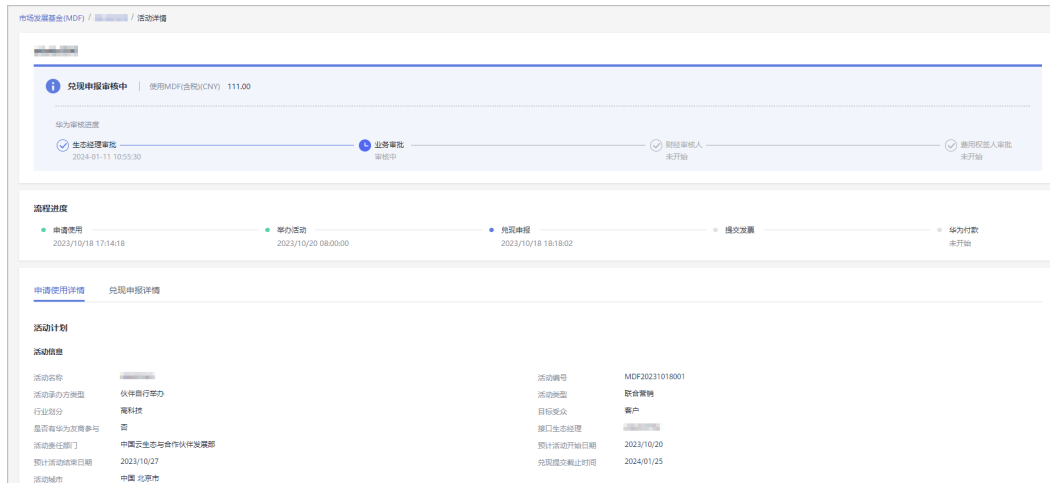 市场发展基金(MDF) / / 活动详情
兑现申报审核中 使用MDF(含税)(CNY) 111.00
华为审核进度
生态经理审批 业务审批 财经审核人 费用权签人审批
2024-01-11 10:55:30 审核中 未开始 未开始
流程进度
申请使用 举办活动 兑现申报 提交发票 华为付款
2023/10/18 17:14:18 2023/10/20 08:00:00 2023/10/18 18:18:02 未开始
申请使用详情 兑现申报详情
活动计划
活动信息
活动名称 活动编号 MDF20231018001
活动承办方类型 伙伴自行举办 活动类型 联合营销
行业划分 高科技 目标受众 客户
是否有华为友商参与 否 接口生态经理
活动责任部门 中国云生态与合作伙伴发展部 预计活动开始日期 2023/10/20
预计活动结束日期 2023/10/27 兑现提交截止时间 2024/01/25
活动城市 中国 北京市